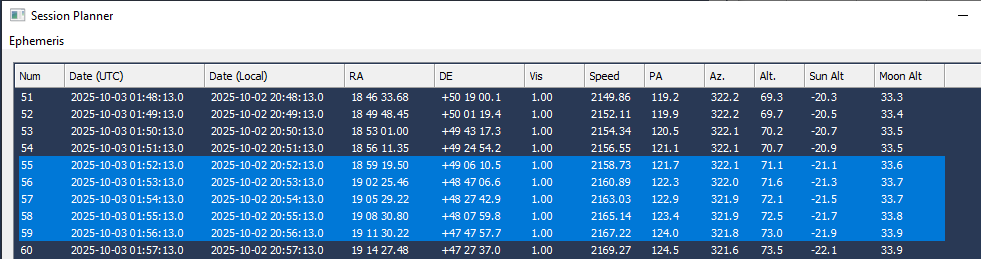 Session Planner
Ephemeris
Num Date (UTC) Date (Local) RA DE Vis Speed PA Az. Alt. Sun Alt Moon Alt
51 2025-10-03 01:48:13.0 2025-10-02 20:48:13.0 18 46 33.68 +50 19 00.1 1.00 2149.86 119.2 322.2 69.3 -20.3 33.3
52 2025-10-03 01:49:13.0 2025-10-02 20:49:13.0 18 49 48.45 +50 01 19.4 1.00 2152.11 119.9 322.2 69.7 -20.5 33.4
53 2025-10-03 01:50:13.0 2025-10-02 20:50:13.0 18 53 01.00 +49 43 17.3 1.00 2154.34 120.5 322.1 70.2 -20.7 33.5
54 2025-10-03 01:51:13.0 2025-10-02 20:51:13.0 18 56 11.35 +49 24 54.2 1.00 2156.55 121.1 322.1 70.7 -20.9 33.5
55 2025-10-03 01:52:13.0 2025-10-02 20:52:13.0 18 59 19.50 +49 06 10.5 1.00 2158.73 121.7 322.1 71.1 -21.1 33.6
56 2025-10-03 01:53:13.0 2025-10-02 20:53:13.0 19 02 25.46 +48 47 06.6 1.00 2160.89 122.3 322.0 71.6 -21.3 33.7
57 2025-10-03 01:54:13.0 2025-10-02 20:54:13.0 19 05 29.22 +48 27 42.9 1.00 2163.03 122.9 321.9 72.1 -21.5 33.7
58 2025-10-03 01:55:13.0 2025-10-02 20:55:13.0 19 08 30.80 +48 07 59.8 1.00 2165.14 123.4 321.9 72.5 -21.7 33.8
59 2025-10-03 01:56:13.0 2025-10-02 20:56:13.0 19 11 30.22 +47 47 57.7 1.00 2167.22 124.0 321.8 73.0 -21.9 33.9
60 2025-10-03 01:57:13.0 2025-10-02 20:57:13.0 19 14 27.48 +47 27 37.0 1.00 2169.27 124.5 321.6 73.5 -22.1 33.9